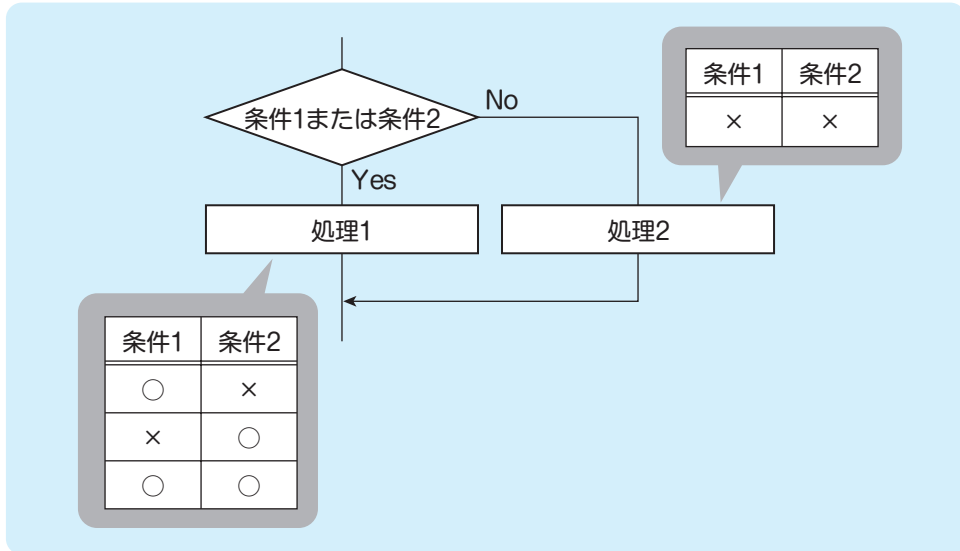 条件1または条件2
No
Yes
処理1
処理2
条件1 条件2
× ×
条件1 条件2
○ ×
× ○
○ ○